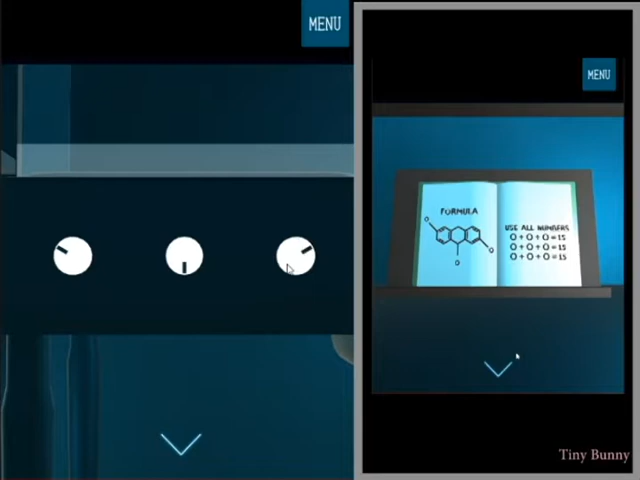 MENU
MENU
FORMULA
O
O
O
USE ALL NUMBERS
O+O+O=15
O+O+O=15
O+O+O=15
Tiny Bunny